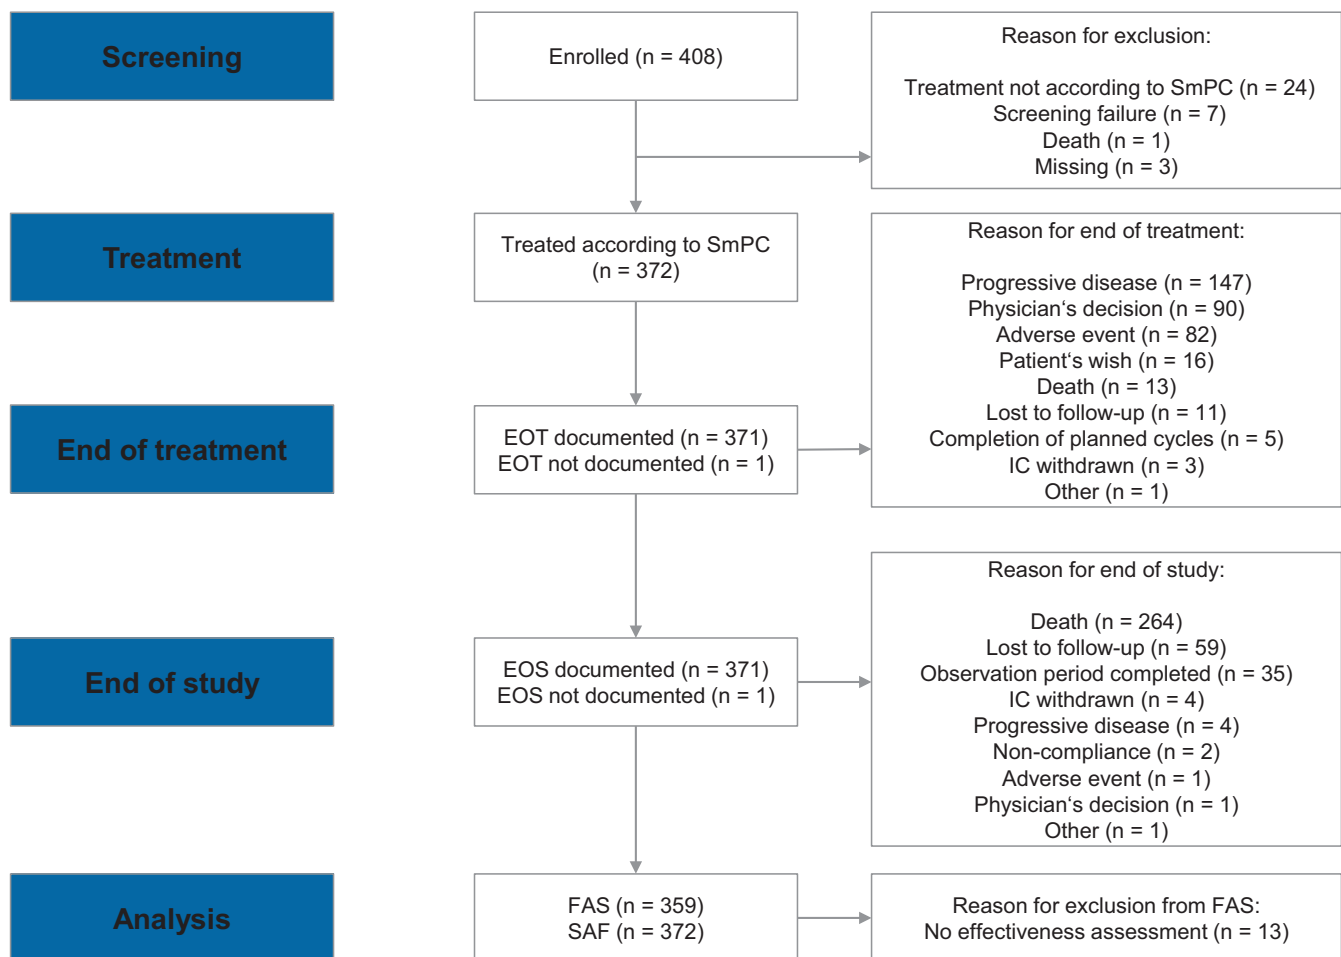 Screening
Enrolled (n = 408)
Reason for exclusion:
Treatment not according to SmPC (n = 24)
Screening failure (n = 7)
Death (n = 1)
Missing (n = 3)
Treatment
Treated according to SmPC
(n = 372)
Reason for end of treatment:
Progressive disease (n = 147)
Physician‘s decision (n = 90)
Adverse event (n = 82)
Patient‘s wish (n = 16)
Death (n = 13)
Lost to follow-up (n = 11)
Completion of planned cycles (n = 5)
IC withdrawn (n = 3)
Other (n = 1)
End of treatment
EOT documented (n = 371)
EOT not documented (n = 1)
Reason for end of study:
Death (n = 264)
Lost to follow-up (n = 59)
Observation period completed (n = 35)
IC withdrawn (n = 4)
Progressive disease (n = 4)
Non-compliance (n = 2)
Adverse event (n = 1)
Physician‘s decision (n = 1)
Other (n = 1)
End of study
EOS documented (n = 371)
EOS not documented (n = 1)
Analysis
FAS (n = 359)
SAF (n = 372)
Reason for exclusion from FAS:
No effectiveness assessment (n = 13)